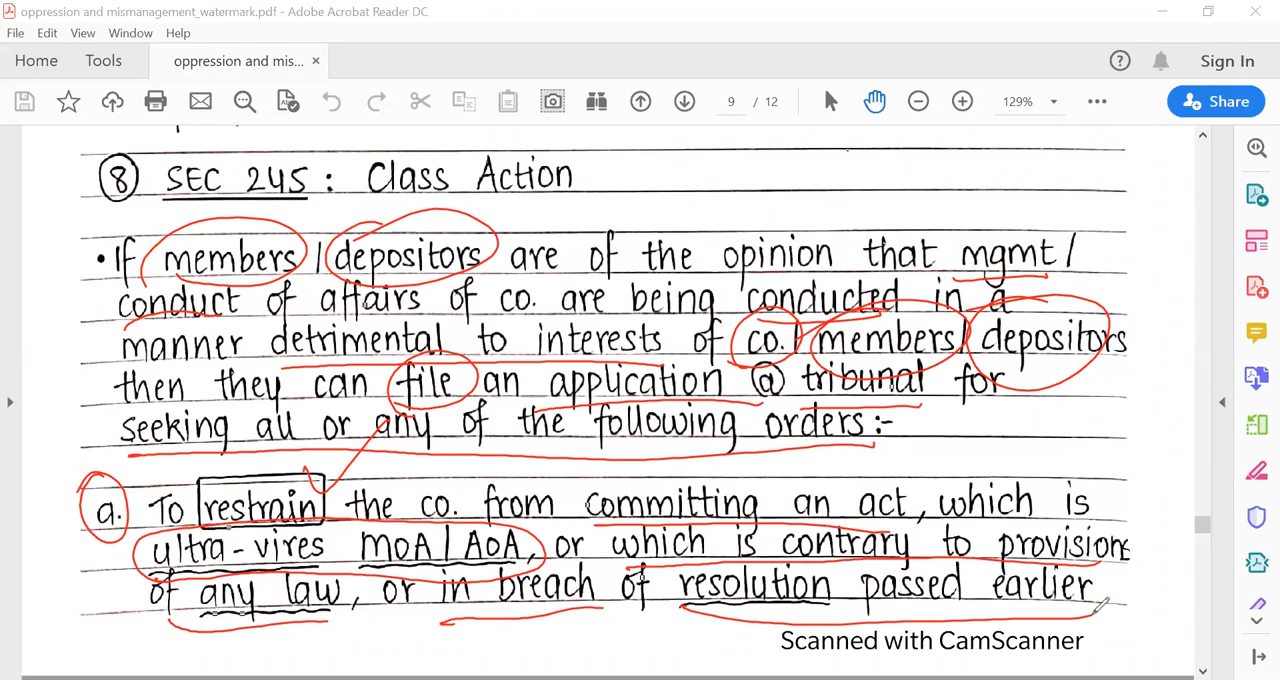 oppression and mismanagement_watermark.pdf - Adobe Acrobat Reader DC
File Edit View Window Help
Home Tools oppression and mis... × Sign In
9 / 12 129% Share
8 SEC 245 : Class Action
• If members / depositors are of the opinion that mgmt /
conduct of affairs of co. are being conducted in a
manner detrimental to interests of co. / members / depositors
then they can file an application @ tribunal for
seeking all or any of the following orders :-
a. To restrain the co. from committing an act, which is
ultra-vires MOA / AOA, or which is contrary to provisions
of any law, or in breach of resolution passed earlier
Scanned with CamScanner